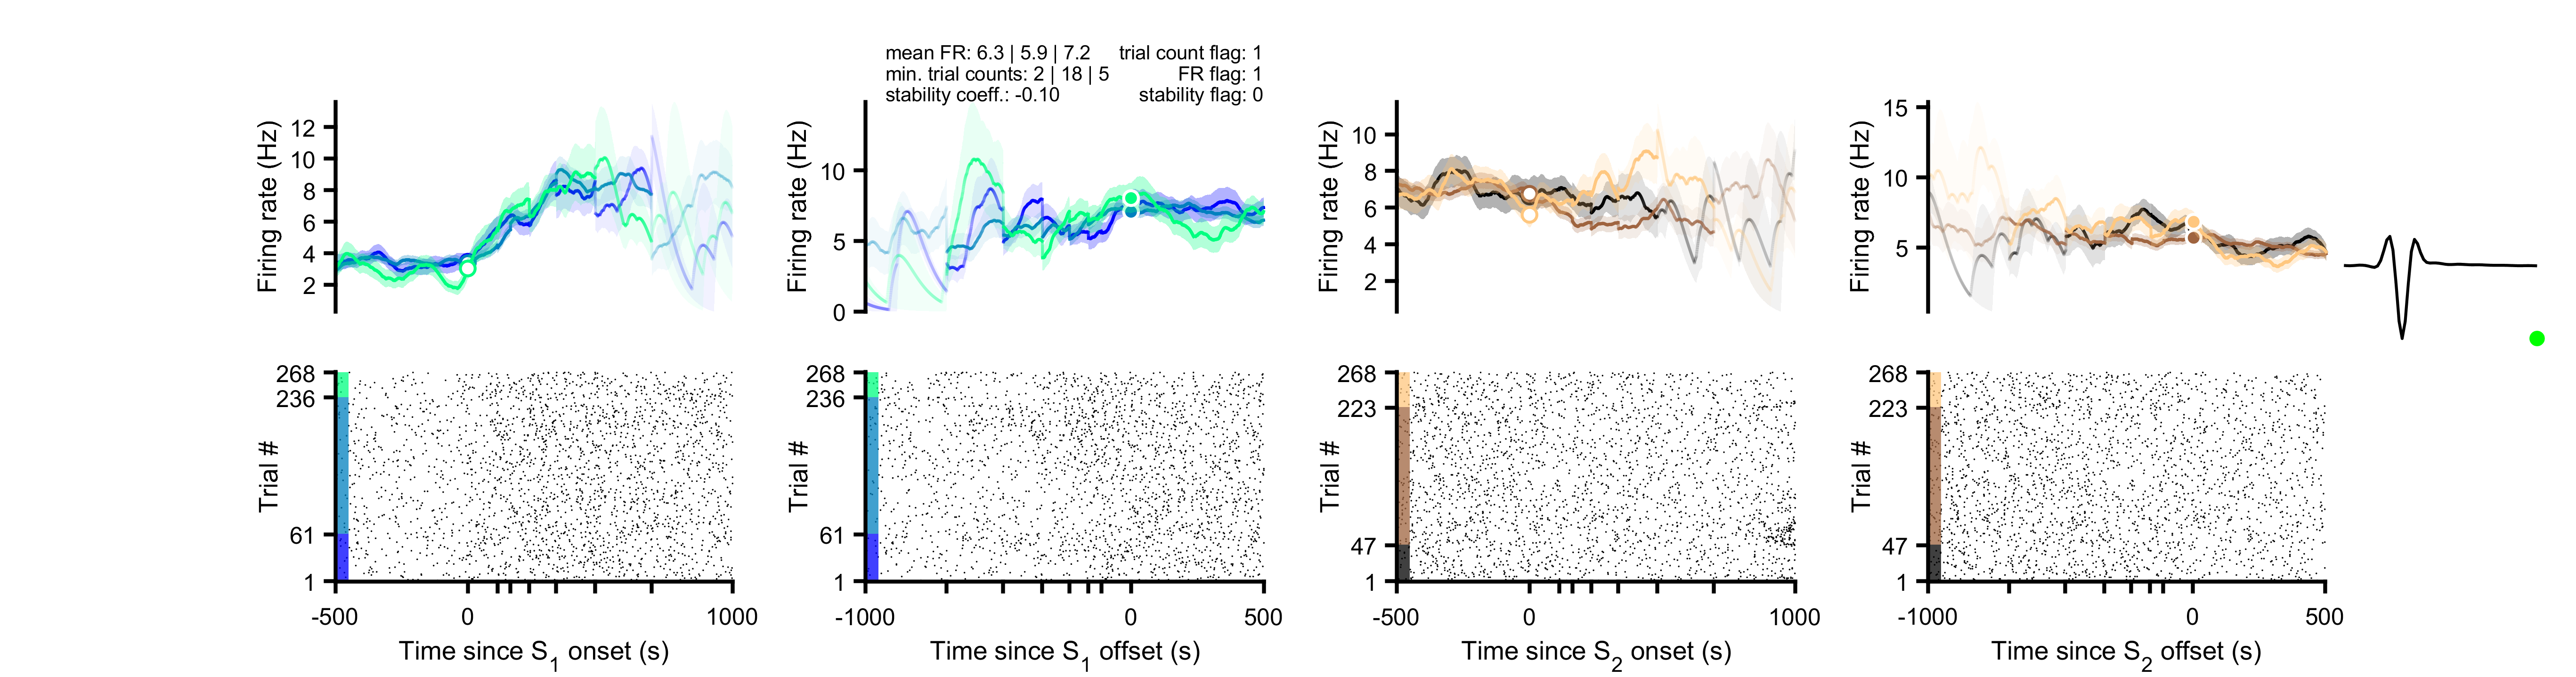 mean FR: 6.3 | 5.9 | 7.2 trial count flag: 1
min. trial counts: 2 | 18 | 5 FR flag: 1
stability coeff.: -0.10 stability flag: 0
Firing rate (Hz)
12
10
8
6
4
2
Firing rate (Hz)
10
5
0
Firing rate (Hz)
10
8
6
4
2
Firing rate (Hz)
15
10
5
Trial #
268
236
61
1
-500 0 1000
Time since S1 onset (s)
Trial #
268
236
61
1
-1000 0 500
Time since S1 offset (s)
Trial #
268
223
47
1
-500 0 1000
Time since S2 onset (s)
Trial #
268
223
47
1
-1000 0 500
Time since S2 offset (s)